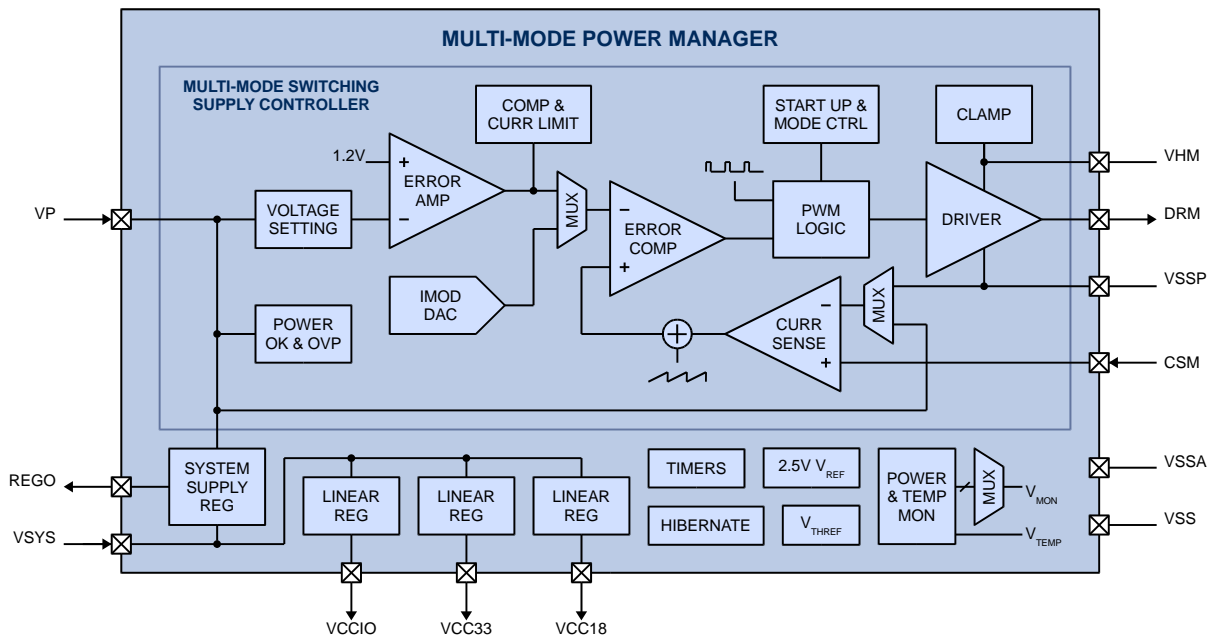 MULTI-MODE POWER MANAGER
MULTI-MODE SWITCHING
SUPPLY CONTROLLER
COMP &
CURR LIMIT
START UP &
MODE CTRL
CLAMP
1.2V
+
ERROR
AMP
−
MUX
VHM
VP
VOLTAGE
SETTING
−
ERROR
COMP
+
PWM
LOGIC
DRIVER
DRM
IMOD
DAC
MUX
VSSP
POWER
OK & OVP
+
−
CURR
SENSE
+
CSM
SYSTEM
SUPPLY
REG
REGO
VSYS
LINEAR
REG
LINEAR
REG
LINEAR
REG
TIMERS
2.5V VREF
HIBERNATE
VTHREF
POWER
& TEMP
MON
MUX
VMON
VTEMP
VSSA
VSS
VCCIO
VCC33
VCC18